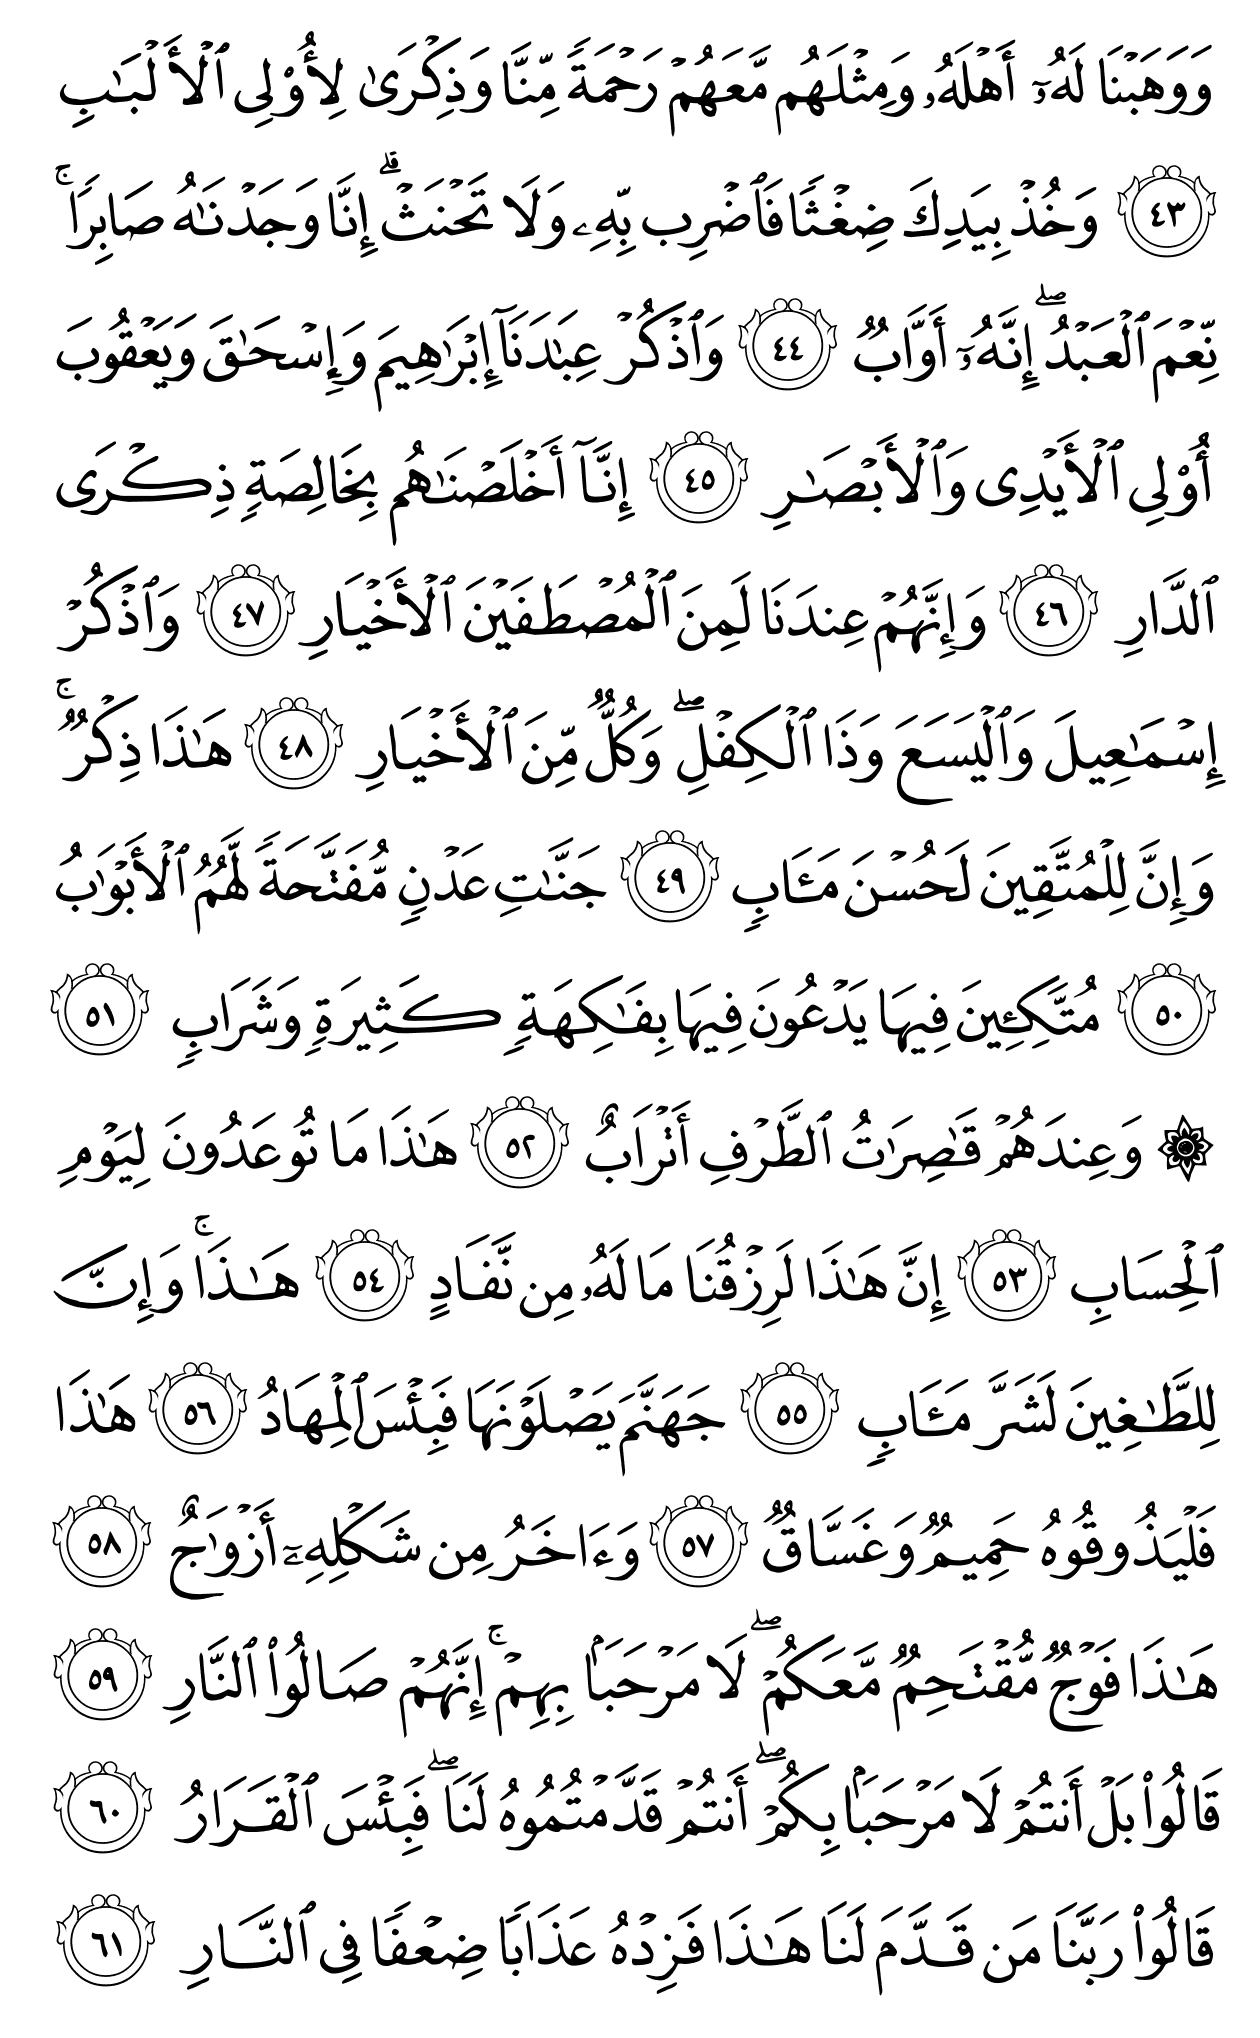 وَوَهَبْنَا لَهُۥٓ أَهْلَهُۥ وَمِثْلَهُم مَّعَهُمْ رَحْمَةً مِّنَّا وَذِكْرَىٰ لِأُو۟لِى ٱلْأَلْبَـٰبِ
٤٣ وَخُذْ بِيَدِكَ ضِغْثًا فَٱضْرِب بِّهِۦ وَلَا تَحْنَثْ ۗ إِنَّا وَجَدْنَـٰهُ صَابِرًا ۚ
نِّعْمَ ٱلْعَبْدُ ۖ إِنَّهُۥٓ أَوَّابٌ ٤٤ وَٱذْكُرْ عِبَـٰدَنَآ إِبْرَٰهِيمَ وَإِسْحَـٰقَ وَيَعْقُوبَ
أُو۟لِى ٱلْأَيْدِى وَٱلْأَبْصَـٰرِ ٤٥ إِنَّآ أَخْلَصْنَـٰهُم بِخَالِصَةٍ ذِكْرَى
ٱلدَّارِ ٤٦ وَإِنَّهُمْ عِندَنَا لَمِنَ ٱلْمُصْطَفَيْنَ ٱلْأَخْيَارِ ٤٧ وَٱذْكُرْ
إِسْمَـٰعِيلَ وَٱلْيَسَعَ وَذَا ٱلْكِفْلِ ۖ وَكُلٌّ مِّنَ ٱلْأَخْيَارِ ٤٨ هَـٰذَا ذِكْرٌ ۚ
وَإِنَّ لِلْمُتَّقِينَ لَحُسْنَ مَـَٔابٍ ٤٩ جَنَّـٰتِ عَدْنٍ مُّفَتَّحَةً لَّهُمُ ٱلْأَبْوَٰبُ
٥٠ مُتَّكِـِٔينَ فِيهَا يَدْعُونَ فِيهَا بِفَـٰكِهَةٍ كَثِيرَةٍ وَشَرَابٍ ٥١
۞ وَعِندَهُمْ قَـٰصِرَٰتُ ٱلطَّرْفِ أَتْرَابٌ ٥٢ هَـٰذَا مَا تُوعَدُونَ لِيَوْمِ
ٱلْحِسَابِ ٥٣ إِنَّ هَـٰذَا لَرِزْقُنَا مَا لَهُۥ مِن نَّفَادٍ ٥٤ هَـٰذَا ۚ وَإِنَّ
لِلطَّـٰغِينَ لَشَرَّ مَـَٔابٍ ٥٥ جَهَنَّمَ يَصْلَوْنَهَا فَبِئْسَ ٱلْمِهَادُ ٥٦ هَـٰذَا
فَلْيَذُوقُوهُ حَمِيمٌ وَغَسَّاقٌ ٥٧ وَءَاخَرُ مِن شَكْلِهِۦٓ أَزْوَٰجٌ ٥٨
هَـٰذَا فَوْجٌ مُّقْتَحِمٌ مَّعَكُمْ ۖ لَا مَرْحَبًۢا بِهِمْ ۚ إِنَّهُمْ صَالُوا۟ ٱلنَّارِ ٥٩
قَالُوا۟ بَلْ أَنتُمْ لَا مَرْحَبًۢا بِكُمْ ۖ أَنتُمْ قَدَّمْتُمُوهُ لَنَا ۖ فَبِئْسَ ٱلْقَرَارُ ٦٠
قَالُوا۟ رَبَّنَا مَن قَدَّمَ لَنَا هَـٰذَا فَزِدْهُ عَذَابًا ضِعْفًا فِى ٱلنَّارِ ٦١